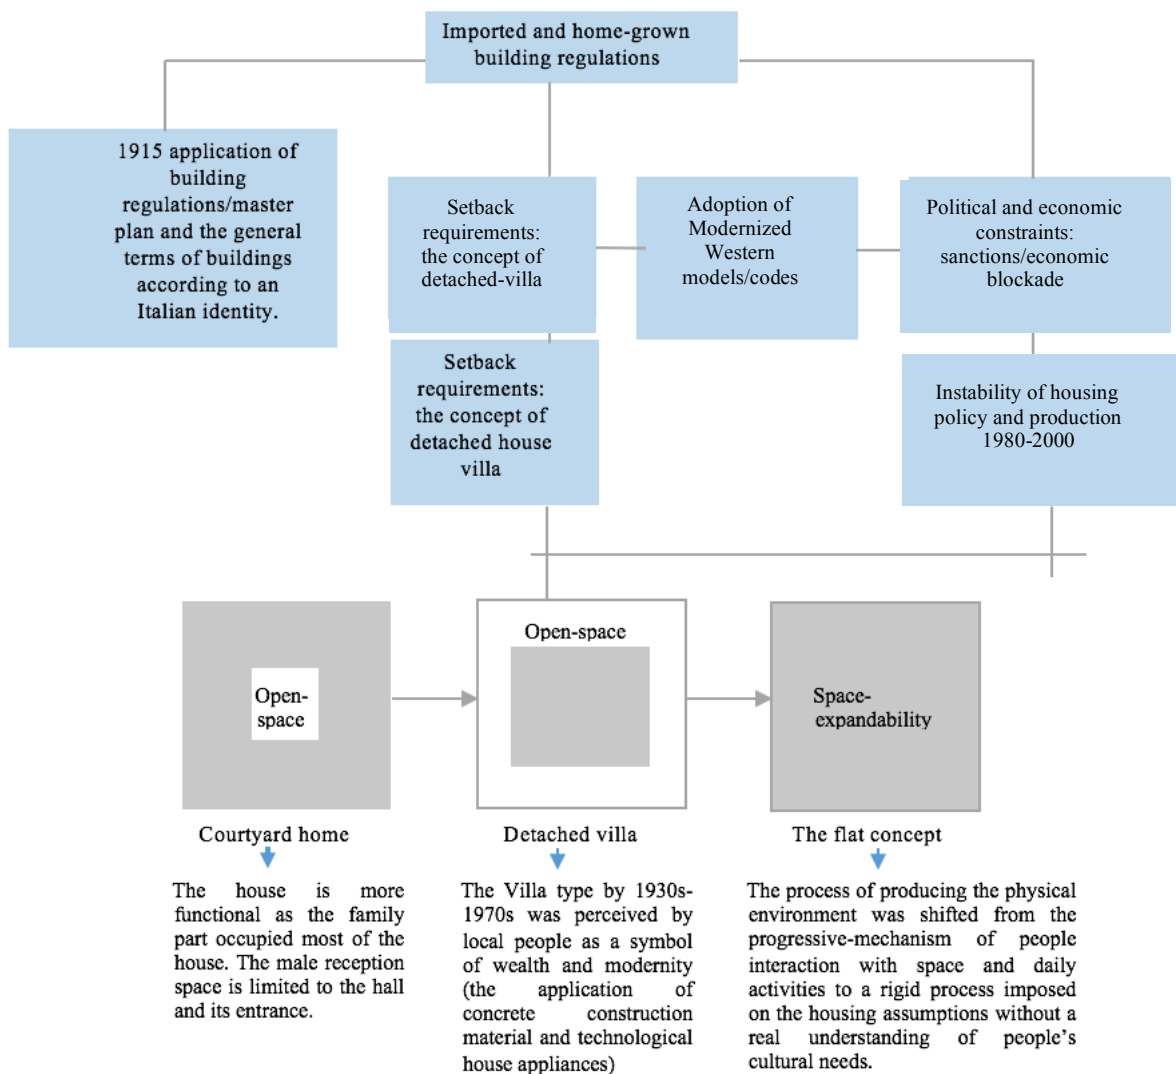 Imported and home-grown
building regulations
1915 application of
building
regulations/master
plan and the general
terms of buildings
according to an
Italian identity.
Setback
requirements:
the concept of
detached-villa
Adoption of
Modernized
Western
models/codes
Political and economic
constraints:
sanctions/economic
blockade
Setback
requirements:
the concept of
detached house
villa
Instability of housing
policy and production
1980-2000
Open-
space
Open-space
Space-
expandability
Courtyard home
Detached villa
The flat concept
The house is more
functional as the family
part occupied most of the
house. The male reception
space is limited to the hall
and its entrance.
The Villa type by 1930s-
1970s was perceived by
local people as a symbol
of wealth and modernity
(the application of
concrete construction
material and technological
house appliances)
The process of producing the physical
environment was shifted from the
progressive-mechanism of people
interaction with space and daily
activities to a rigid process imposed
on the housing assumptions without a
real understanding of people's
cultural needs.